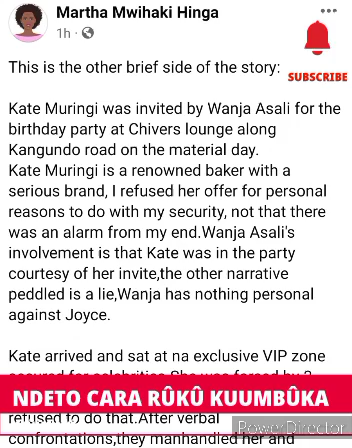 Martha Mwihaki Hinga
1h ·
SUBSCRIBE
This is the other brief side of the story:
Kate Muringi was invited by Wanja Asali for the
birthday party at Chivers lounge along
Kangundo road on the material day.
Kate Muringi is a renowned baker with a
serious brand, I refused her offer for personal
reasons to do with my security, not that there
was an alarm from my end.Wanja Asali's
involvement is that Kate was in the party
courtesy of her invite,the other narrative
peddled is a lie,Wanja has nothing personal
against Joyce.
Kate arrived and sat at na exclusive VIP zone
NDETO CARA RÛKÛ KUUMBÛKA
refused to do that.After verbal
confrontations,they manhandled her and
PowerDirector